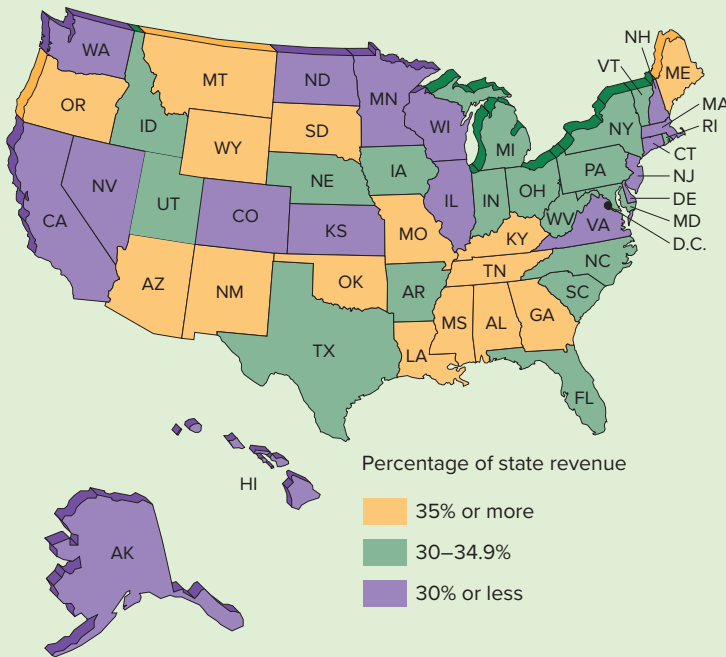 NH
WA
VT
ME
MT
ND
MN
OR
MA
ID
SD
WI
NY
RI
WY
MI
CT
IA
PA
NE
NJ
NV
OH
IN
DE
UT
IL
CA
CO
WV
VA
MD
KS
MO
KY
D.C.
NC
TN
AZ
OK
NM
AR
SC
MS
AL
GA
TX
LA
FL
Percentage of state revenue
HI
35% or more
30–34.9%
AK
30% or less